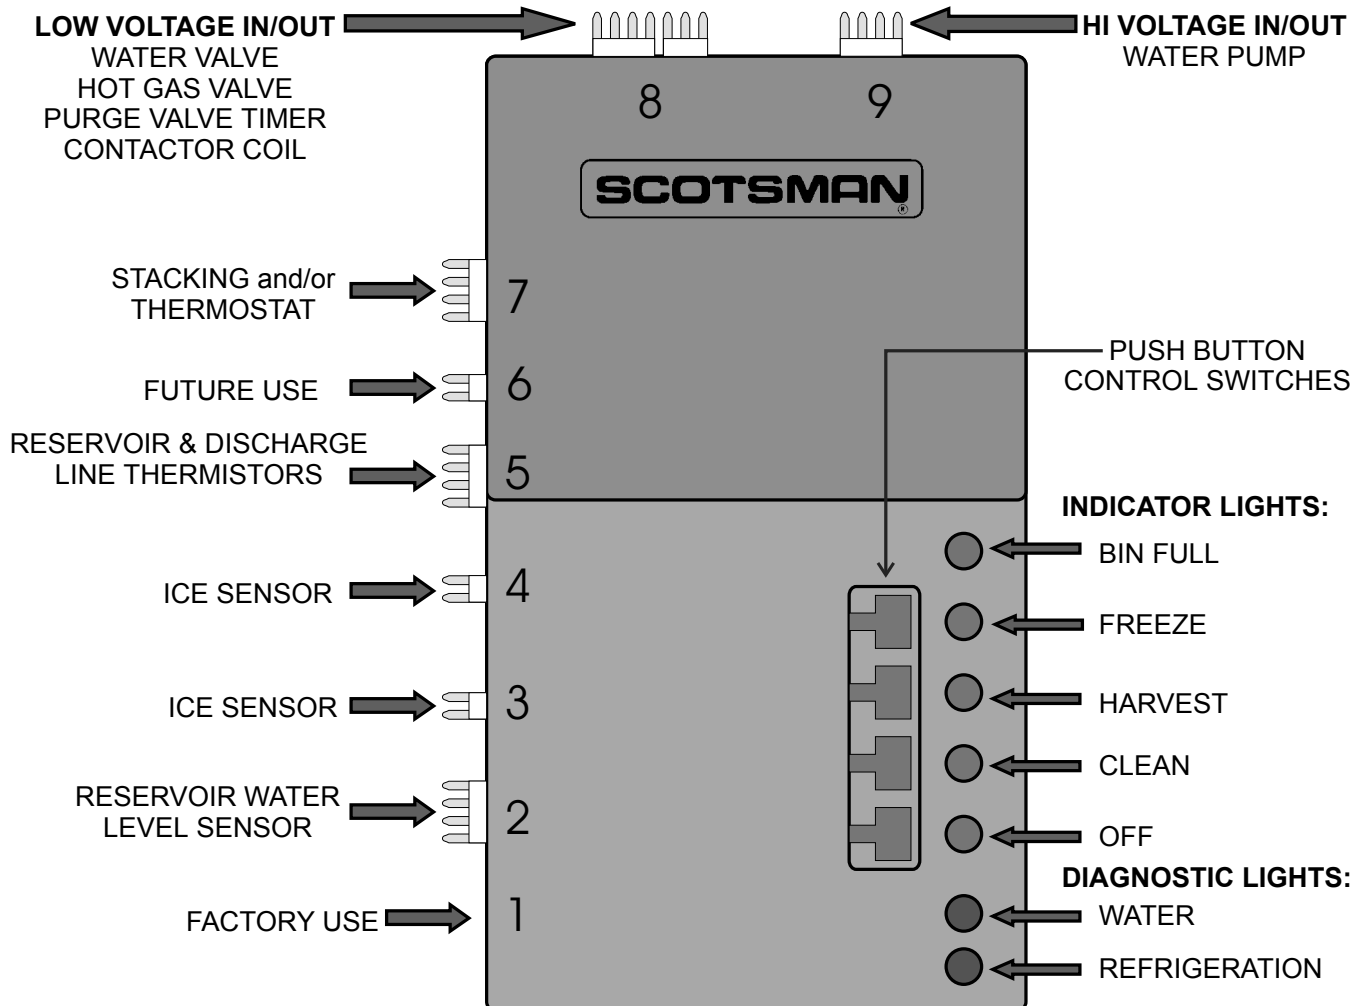 LOW VOLTAGE IN/OUT
WATER VALVE
HOT GAS VALVE
PURGE VALVE TIMER
CONTACTOR COIL
HI VOLTAGE IN/OUT
WATER PUMP
8
9
SCOTSMAN®
STACKING and/or
THERMOSTAT
7
FUTURE USE
6
RESERVOIR & DISCHARGE
LINE THERMISTORS
5
ICE SENSOR
4
ICE SENSOR
3
RESERVOIR WATER
LEVEL SENSOR
2
FACTORY USE
1
PUSH BUTTON
CONTROL SWITCHES
INDICATOR LIGHTS:
BIN FULL
FREEZE
HARVEST
CLEAN
OFF
DIAGNOSTIC LIGHTS:
WATER
REFRIGERATION